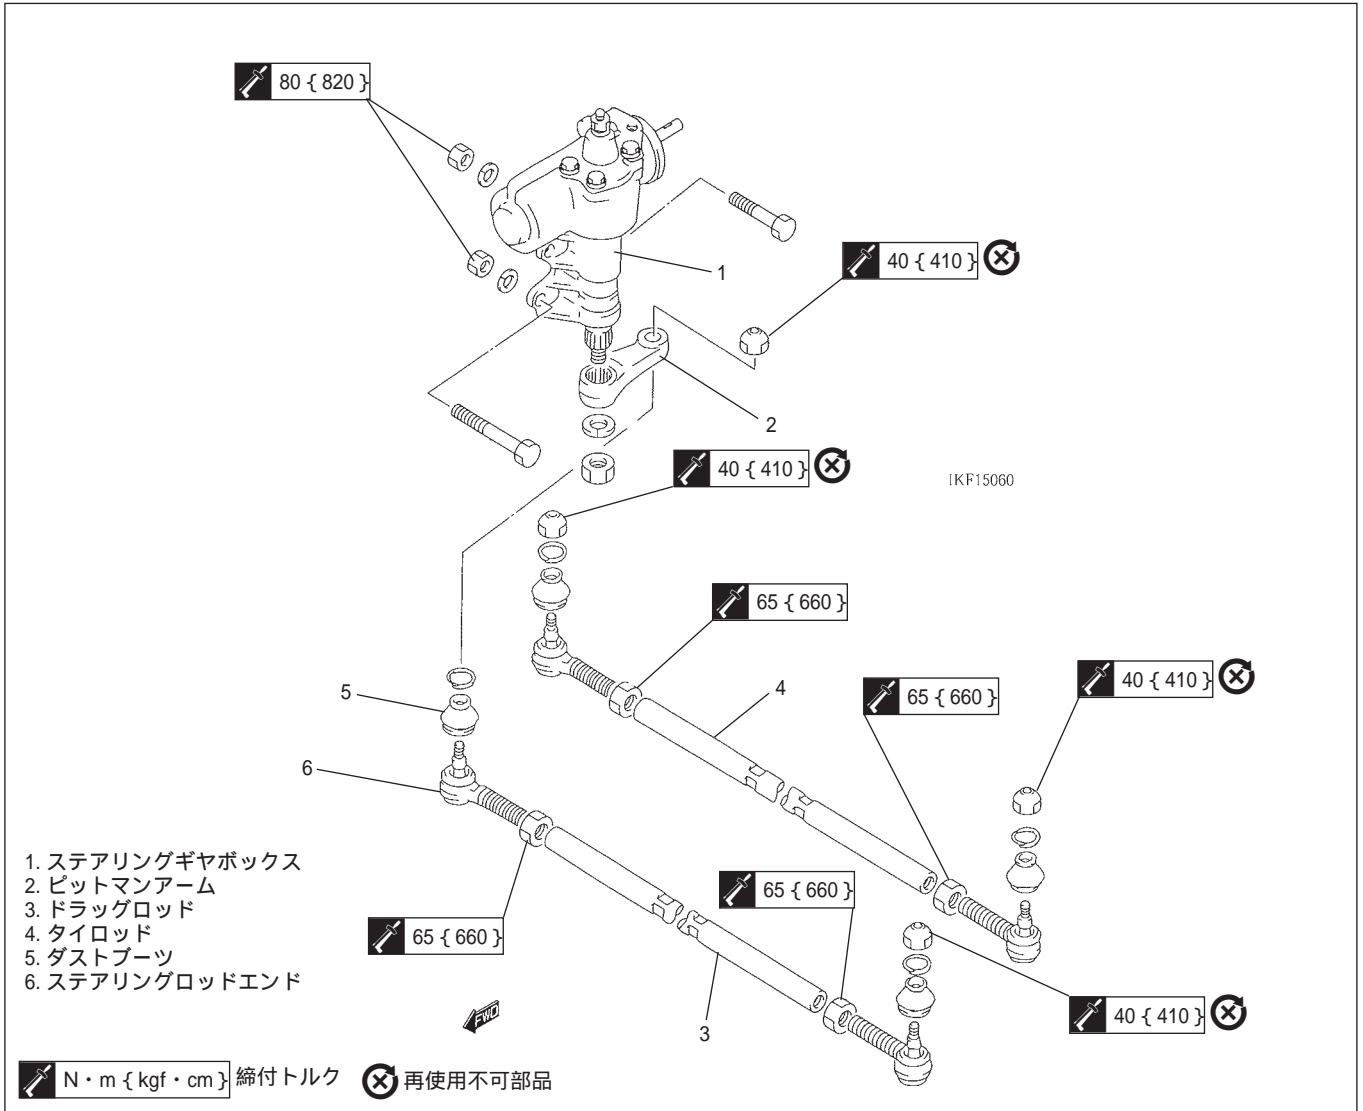 80 { 820 }
1
40 { 410 }
2
40 { 410 }
IKF15060
65 { 660 }
5
4
65 { 660 }
40 { 410 }
6
1. ステアリングギヤボックス
2. ピットマンアーム
3. ドラッグロッド
4. タイロッド
5. ダストブーツ
6. ステアリングロッドエンド
65 { 660 }
65 { 660 }
FWD
3
40 { 410 }
N・m { kgf・cm } 締付トルク
再使用不可部品